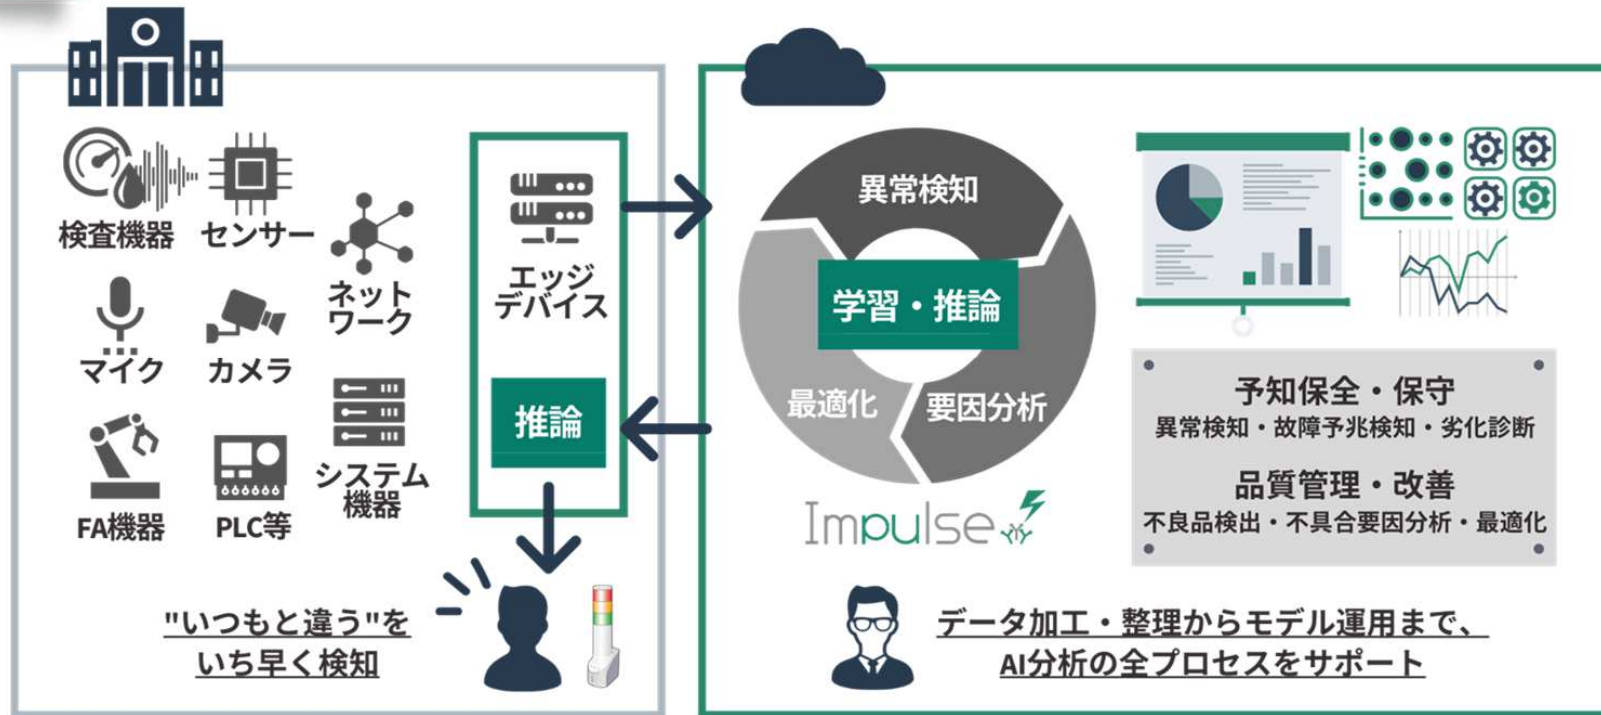 検査機器
センサー
ネット
ワーク
マイク
カメラ
FA機器
PLC等
システム
機器
エッジ
デバイス
推論
"いつもと違う"を
いち早く検知
異常検知
学習・推論
最適化
要因分析
Impulse
予知保全・保守
異常検知・故障予兆検知・劣化診断
品質管理・改善
不良品検出・不具合要因分析・最適化
データ加工・整理からモデル運用まで、
AI分析の全プロセスをサポート